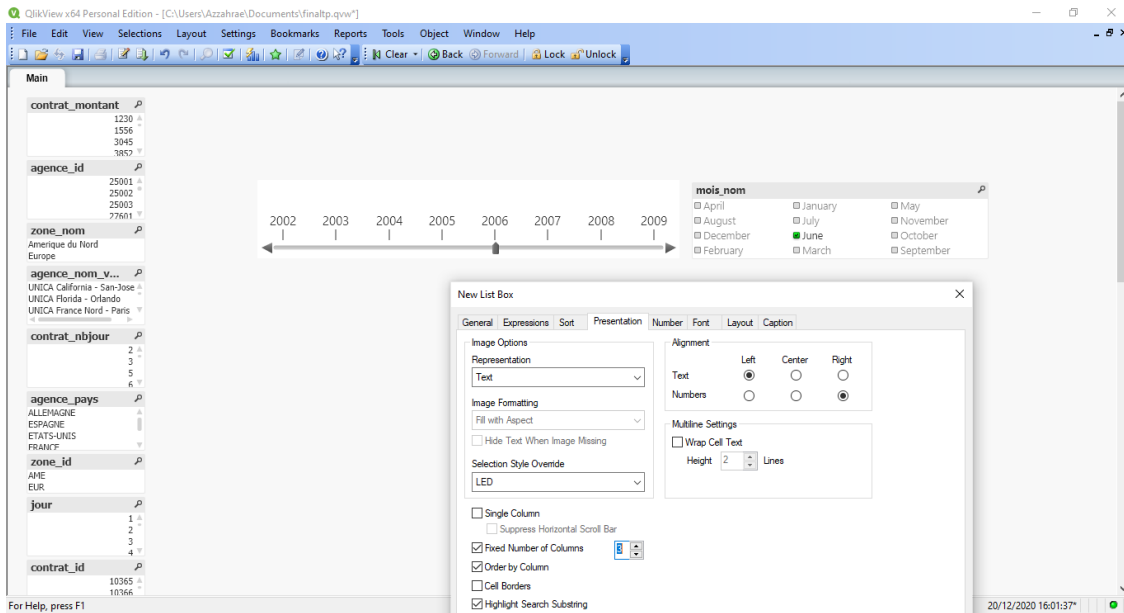 QlikView x64 Personal Edition - [C:\Users\Azzahrae\Documents\finaltp.qvw*]
File Edit View Selections Layout Settings Bookmarks Reports Tools Object Window Help
Clear Back Forward Lock Unlock
Main
contrat_montant
1230
1556
3045
3852
agence_id
25001
25002
25003
27601
zone_nom
Amerique du Nord
Europe
agence_nom_v...
UNICA California - San-Jose
UNICA Florida - Orlando
UNICA France Nord - Paris
contrat_nbjour
2
3
5
6
agence_pays
ALLEMAGNE
ESPAGNE
ETATS-UNIS
FRANCE
zone_id
AME
EUR
jour
1
2
3
4
contrat_id
10365
10366
2002 2003 2004 2005 2006 2007 2008 2009
mois_nom
April January May
August July November
December June October
February March September
New List Box
General Expressions Sort Presentation Number Font Layout Caption
Image Options
Representation
Text
Image Formatting
Fill with Aspect
Hide Text When Image Missing
Selection Style Override
LED
Single Column
Suppress Horizontal Scroll Bar
Fixed Number of Columns 3
Order by Column
Cell Borders
Highlight Search Substring
Alignment
Left Center Right
Text
Numbers
Multiline Settings
Wrap Cell Text
Height 2 Lines
For Help, press F1
20/12/2020 16:01:37*